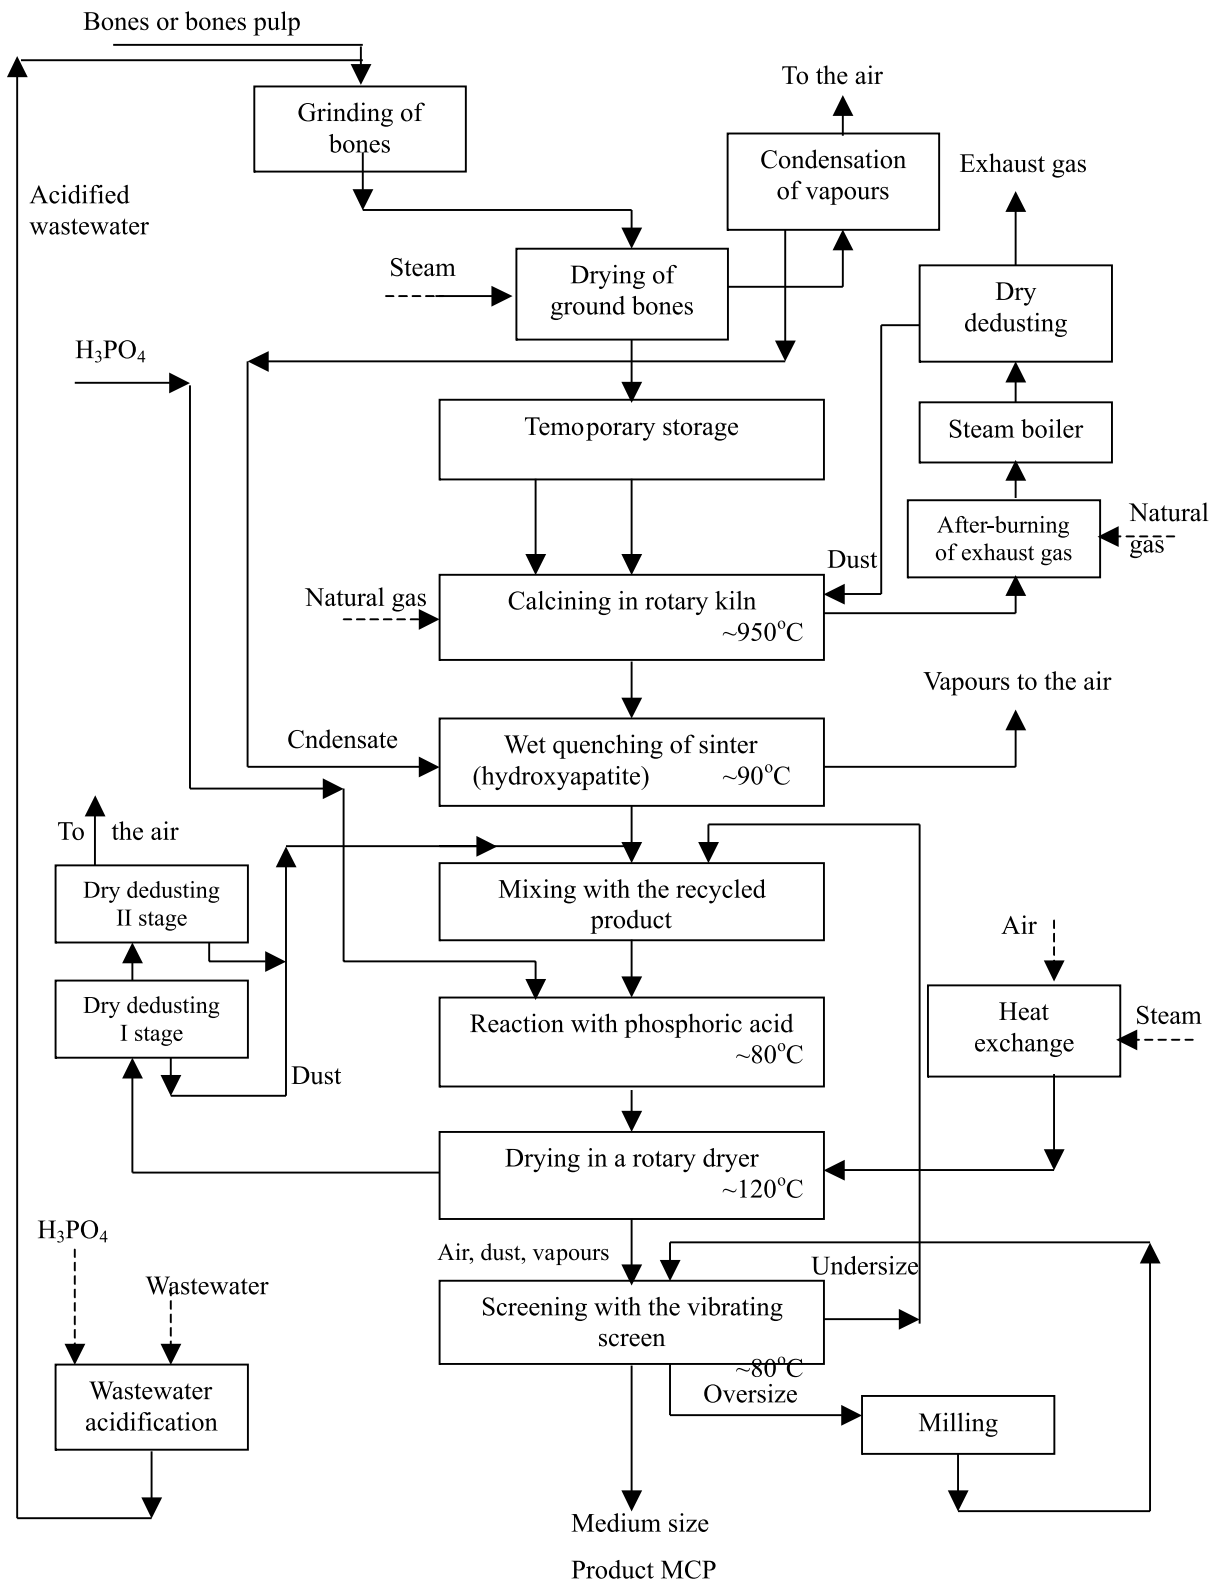 Bones or bones pulp
To the air
Grinding of
bones
Condensation
of vapours
Exhaust gas
Acidified
wastewater
Steam
Drying of
ground bones
Dry
dedusting
H₃PO₄
Temoporary storage
Steam boiler
After-burning
of exhaust gas
Natural
gas
Dust
Natural gas
Calcining in rotary kiln
~950°C
Vapours to the air
Cndensate
Wet quenching of sinter
(hydroxyapatite) ~90°C
To the air
Dry dedusting
II stage
Mixing with the recycled
product
Air
Dry dedusting
I stage
Reaction with phosphoric acid
~80°C
Heat
exchange
Steam
Dust
Drying in a rotary dryer
~120°C
H₃PO₄
Air, dust, vapours
Undersize
Wastewater
Screening with the vibrating
screen
~80°C
Wastewater
acidification
Oversize
Milling
Medium size
Product MCP